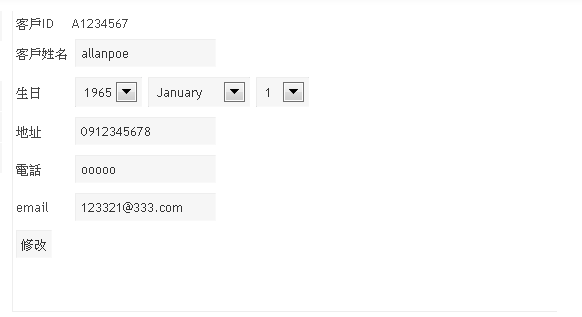 客戶ID A1234567
客戶姓名 allanpoe
生日 1965 January 1
地址 0912345678
電話 ooooo
email 123321@333.com
修改